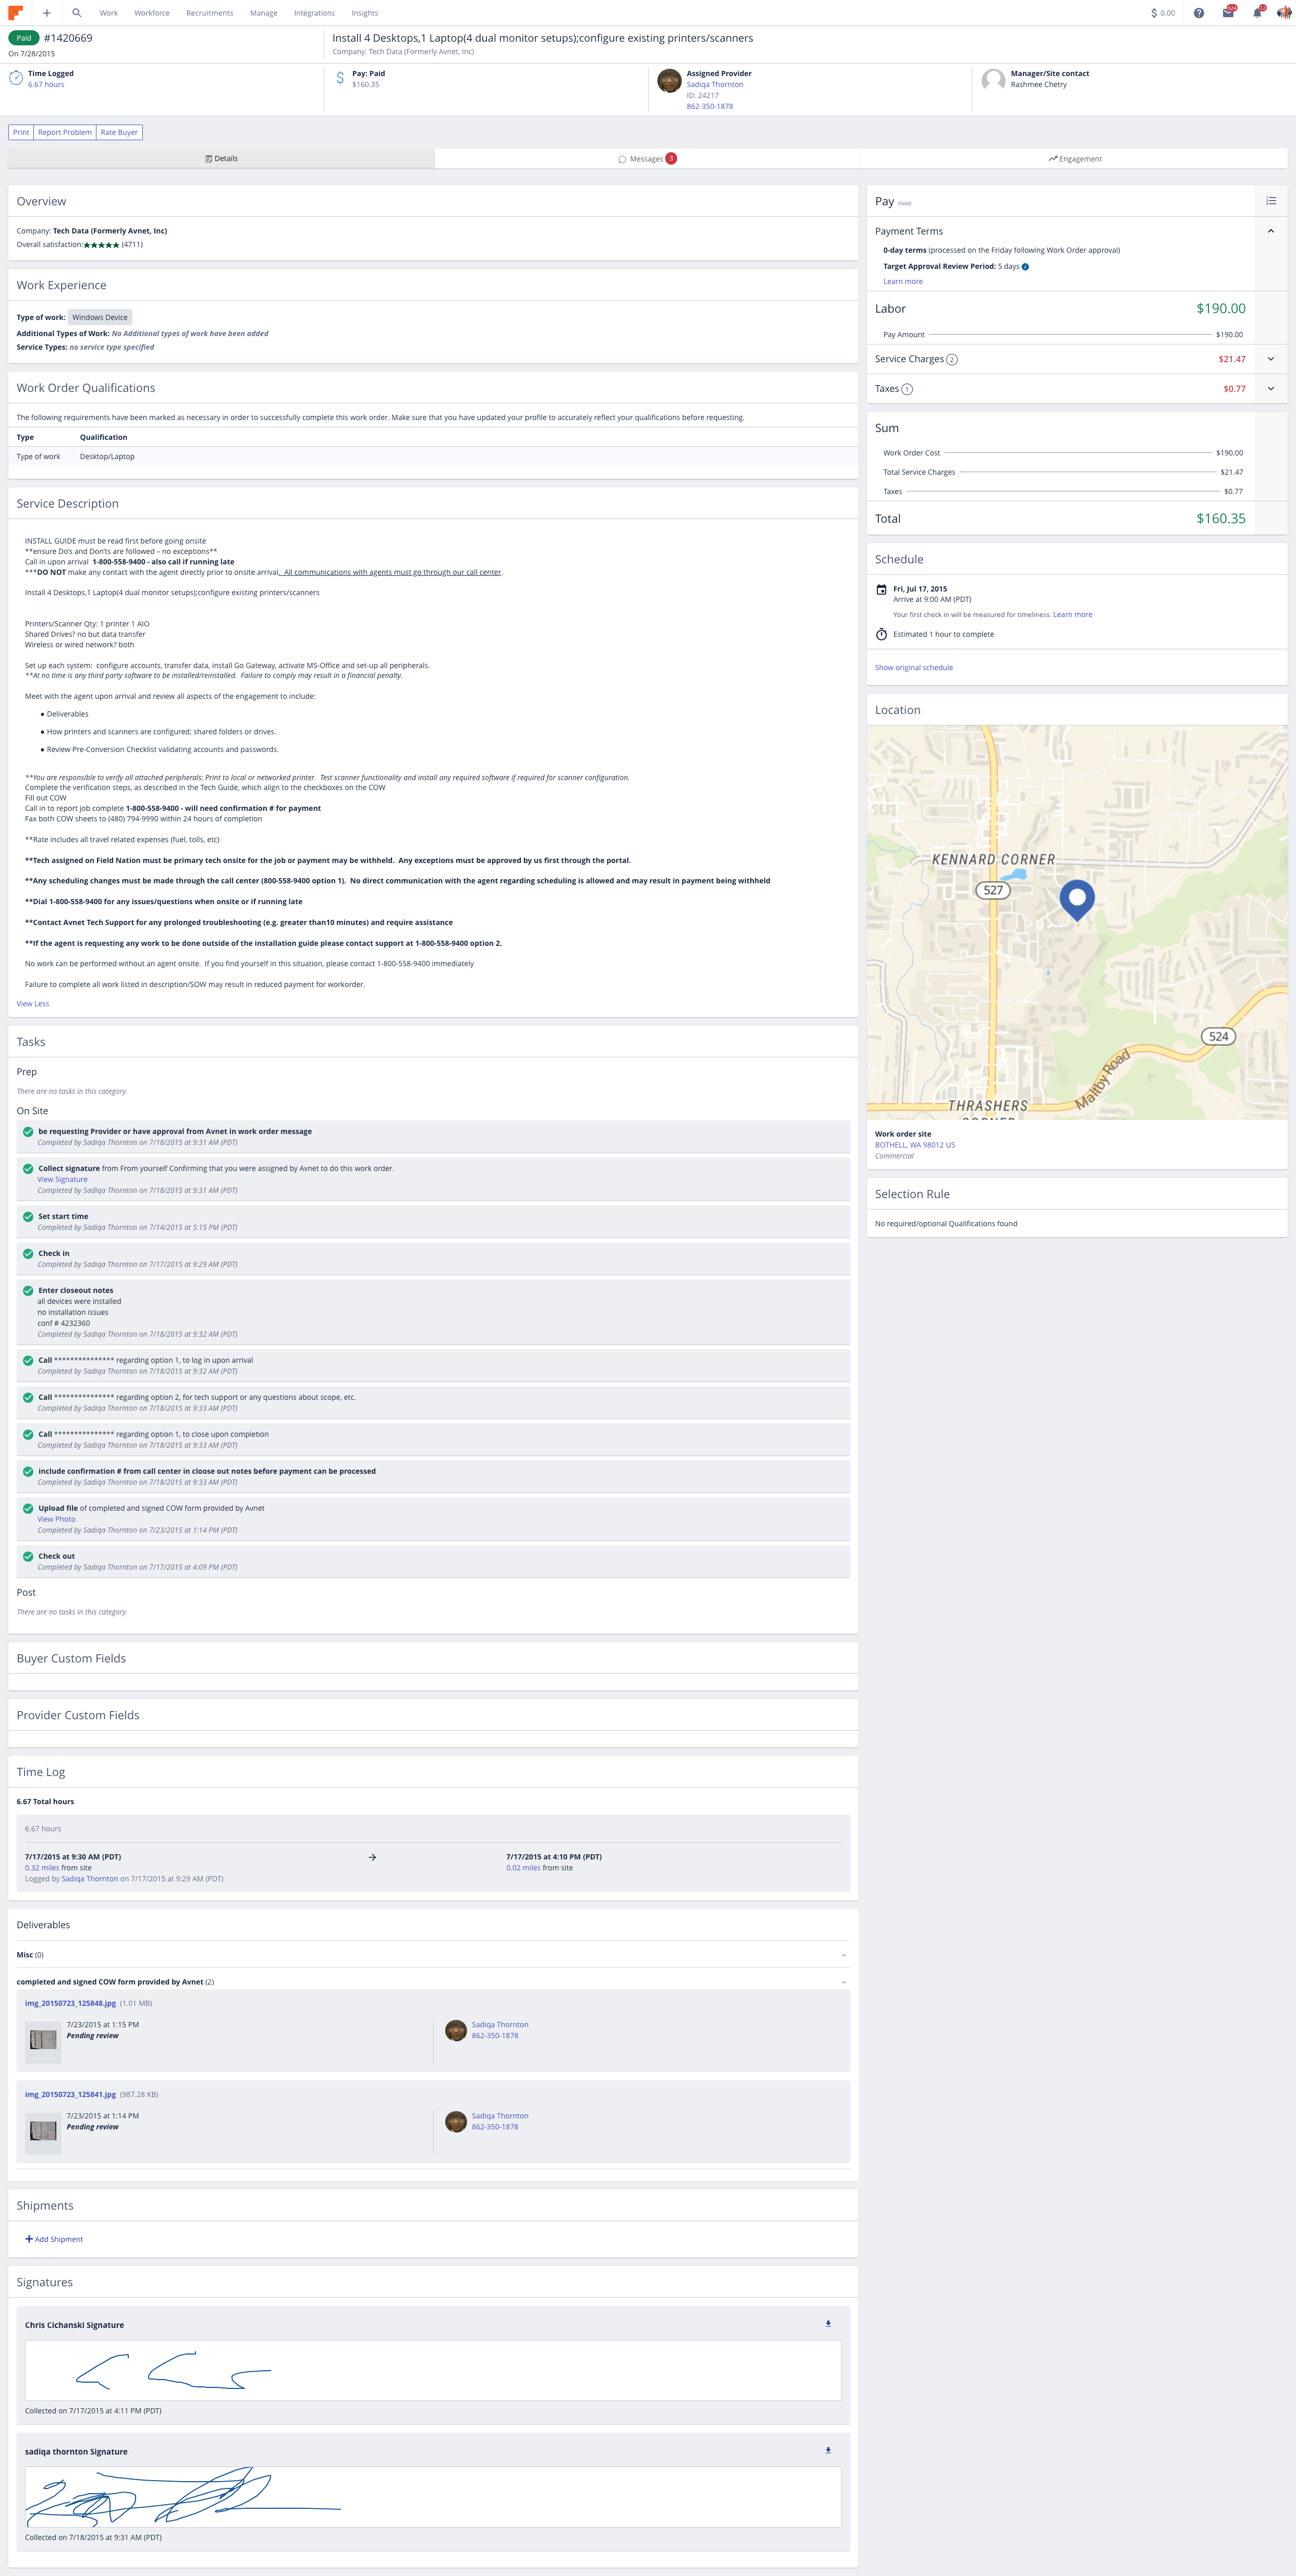 Work Workforce Recruitments Manage Integrations Insights $ 0.00
Paid #1420669
On 7/28/2015
Install 4 Desktops,1 Laptop(4 dual monitor setups);configure existing printers/scanners
Company: Tech Data (Formerly Avnet, Inc)
Time Logged
6.67 hours
Pay: Paid
$160.35
Assigned Provider
Sadiqa Thornton
ID: 24217
862-350-1878
Manager/Site contact
Rashmee Chetry
Print Report Problem Rate Buyer
Details Messages 3 Engagement
Overview
Company: Tech Data (Formerly Avnet, Inc)
Overall satisfaction:★★★★★ (4711)
Work Experience
Type of work: Windows Device
Additional Types of Work: No Additional types of work have been added
Service Types: no service type specified
Work Order Qualifications
The following requirements have been marked as necessary in order to successfully complete this work order. Make sure that you have updated your profile to accurately reflect your qualifications before requesting.
Type Qualification
Type of work Desktop/Laptop
Service Description
INSTALL GUIDE must be read first before going onsite
**ensure Do's and Don'ts are followed – no exceptions**
Call in upon arrival 1-800-558-9400 - also call if running late
***DO NOT make any contact with the agent directly prior to onsite arrival. All communications with agents must go through our call center.
Install 4 Desktops,1 Laptop(4 dual monitor setups);configure existing printers/scanners
Printers/Scanner Qty: 1 printer 1 AIO
Shared Drives? no but data transfer
Wireless or wired network? both
Set up each system: configure accounts, transfer data, install Go Gateway, activate MS-Office and set-up all peripherals.
**At no time is any third party software to be installed/reinstalled. Failure to comply may result in a financial penalty.
Meet with the agent upon arrival and review all aspects of the engagement to include:
• Deliverables
• How printers and scanners are configured; shared folders or drives.
• Review Pre-Conversion Checklist validating accounts and passwords.
**You are responsible to verify all attached peripherals: Print to local or networked printer. Test scanner functionality and install any required software if required for scanner configuration.
Complete the verification steps, as described in the Tech Guide, which align to the checkboxes on the COW
Fill out COW
Call in to report job complete 1-800-558-9400 - will need confirmation # for payment
Fax both COW sheets to (480) 794-9990 within 24 hours of completion
**Rate includes all travel related expenses (fuel, tolls, etc)
**Tech assigned on Field Nation must be primary tech onsite for the job or payment may be withheld. Any exceptions must be approved by us first through the portal.
**Any scheduling changes must be made through the call center (800-558-9400 option 1). No direct communication with the agent regarding scheduling is allowed and may result in payment being withheld
**Dial 1-800-558-9400 for any issues/questions when onsite or if running late
**Contact Avnet Tech Support for any prolonged troubleshooting (e.g. greater than10 minutes) and require assistance
**If the agent is requesting any work to be done outside of the installation guide please contact support at 1-800-558-9400 option 2.
No work can be performed without an agent onsite. If you find yourself in this situation, please contact 1-800-558-9400 immediately
Failure to complete all work listed in description/SOW may result in reduced payment for workorder.
View Less
Tasks
Prep
There are no tasks in this category.
On Site
be requesting Provider or have approval from Avnet in work order message
Completed by Sadiqa Thornton on 7/18/2015 at 9:31 AM (PDT)
Collect signature from From yourself Confirming that you were assigned by Avnet to do this work order.
View Signature
Completed by Sadiqa Thornton on 7/18/2015 at 9:31 AM (PDT)
Set start time
Completed by Sadiqa Thornton on 7/14/2015 at 5:15 PM (PDT)
Check in
Completed by Sadiqa Thornton on 7/17/2015 at 9:29 AM (PDT)
Enter closeout notes
all devices were installed
no installation issues
conf # 4232360
Completed by Sadiqa Thornton on 7/18/2015 at 9:32 AM (PDT)
Call *************** regarding option 1, to log in upon arrival
Completed by Sadiqa Thornton on 7/18/2015 at 9:32 AM (PDT)
Call *************** regarding option 2, for tech support or any questions about scope, etc.
Completed by Sadiqa Thornton on 7/18/2015 at 9:33 AM (PDT)
Call *************** regarding option 1, to close upon completion
Completed by Sadiqa Thornton on 7/18/2015 at 9:33 AM (PDT)
include confirmation # from call center in cloose out notes before payment can be processed
Completed by Sadiqa Thornton on 7/18/2015 at 9:33 AM (PDT)
Upload file of completed and signed COW form provided by Avnet
View Photo
Completed by Sadiqa Thornton on 7/23/2015 at 1:14 PM (PDT)
Check out
Completed by Sadiqa Thornton on 7/17/2015 at 4:09 PM (PDT)
Post
There are no tasks in this category.
Buyer Custom Fields
Provider Custom Fields
Time Log
6.67 Total hours
6.67 hours
7/17/2015 at 9:30 AM (PDT) → 7/17/2015 at 4:10 PM (PDT)
0.32 miles from site 0.02 miles from site
Logged by Sadiqa Thornton on 7/17/2015 at 9:29 AM (PDT)
Deliverables
Misc (0)
completed and signed COW form provided by Avnet (2)
img_20150723_125848.jpg (1.01 MB)
7/23/2015 at 1:15 PM
Pending review
Sadiqa Thornton
862-350-1878
img_20150723_125841.jpg (987.28 KB)
7/23/2015 at 1:14 PM
Pending review
Sadiqa Thornton
862-350-1878
Shipments
+ Add Shipment
Signatures
Chris Cichanski Signature
Collected on 7/17/2015 at 4:11 PM (PDT)
sadiqa thornton Signature
Collected on 7/18/2015 at 9:31 AM (PDT)
Pay Fixed
Payment Terms
0-day terms (processed on the Friday following Work Order approval)
Target Approval Review Period: 5 days
Learn more
Labor $190.00
Pay Amount $190.00
Service Charges 2 $21.47
Taxes 1 $0.77
Sum
Work Order Cost $190.00
Total Service Charges $21.47
Taxes $0.77
Total $160.35
Schedule
Fri, Jul 17, 2015
Arrive at 9:00 AM (PDT)
Your first check in will be measured for timeliness. Learn more
Estimated 1 hour to complete
Show original schedule
Location
KENNARD CORNER
527
524
Maltby Road
THRASHERS
CORNER
Work order site
BOTHELL, WA 98012 US
Commercial
Selection Rule
No required/optional Qualifications found